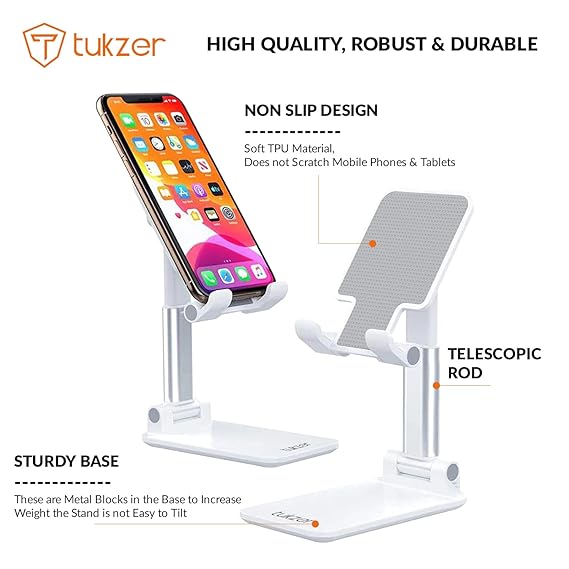 tukzer
HIGH QUALITY, ROBUST & DURABLE
NON SLIP DESIGN
Soft TPU Material,
Does not Scratch Mobile Phones & Tablets
TELESCOPIC
ROD
tukzer
STURDY BASE
These are Metal Blocks in the Base to Increase
Weight the Stand is not Easy to Tilt
tukzer